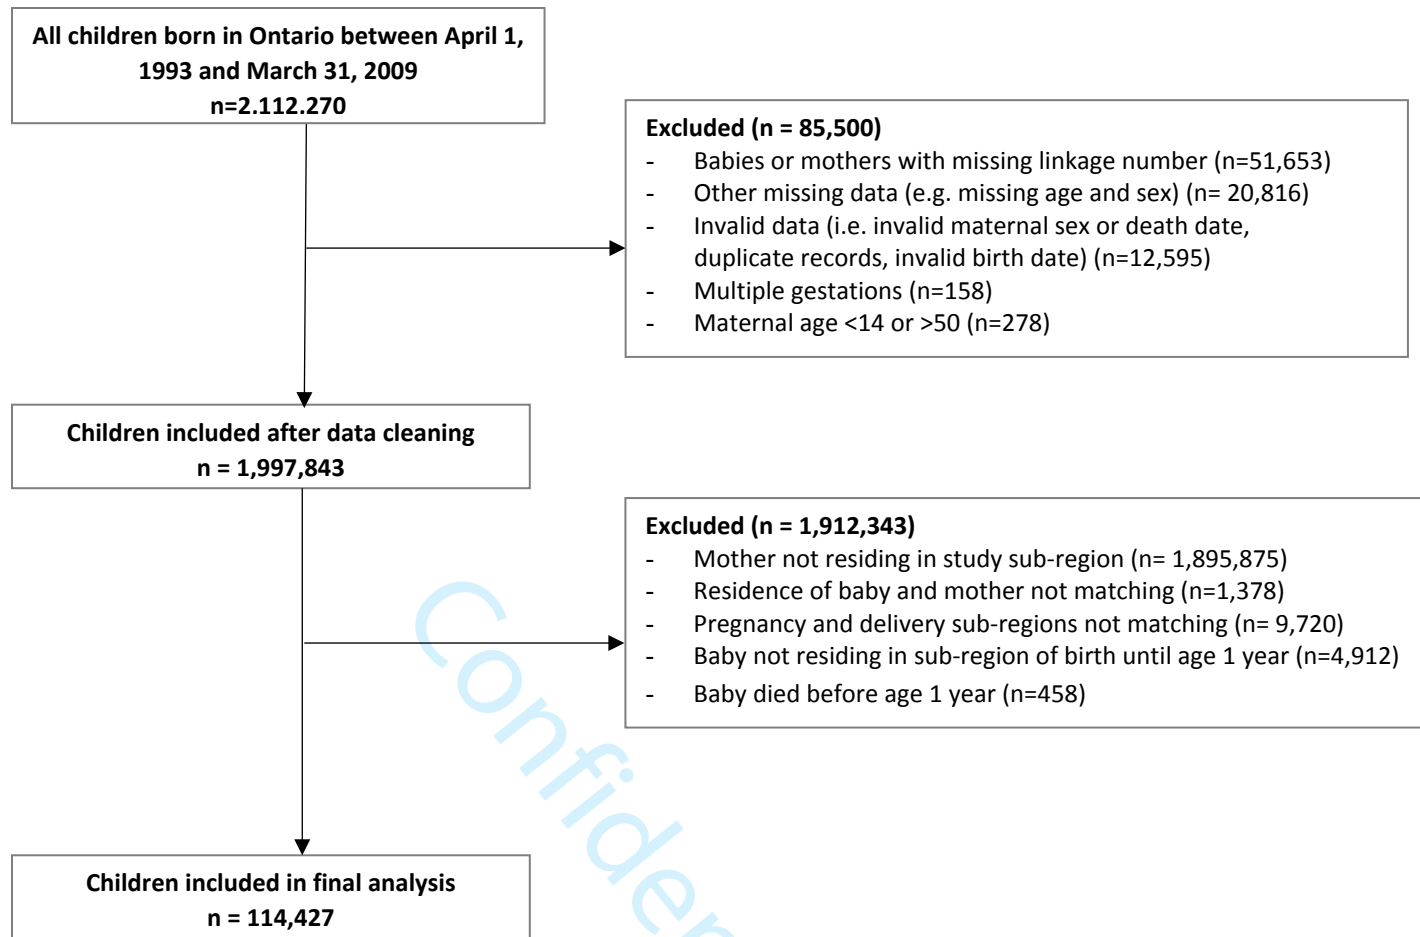 All children born in Ontario between April 1,
1993 and March 31, 2009
n=2.112.270
Excluded (n = 85,500)
- Babies or mothers with missing linkage number (n=51,653)
- Other missing data (e.g. missing age and sex) (n= 20,816)
- Invalid data (i.e. invalid maternal sex or death date,
duplicate records, invalid birth date) (n=12,595)
- Multiple gestations (n=158)
- Maternal age <14 or >50 (n=278)
Children included after data cleaning
n = 1,997,843
Excluded (n = 1,912,343)
- Mother not residing in study sub-region (n= 1,895,875)
- Residence of baby and mother not matching (n=1,378)
- Pregnancy and delivery sub-regions not matching (n= 9,720)
- Baby not residing in sub-region of birth until age 1 year (n=4,912)
- Baby died before age 1 year (n=458)
Children included in final analysis
n = 114,427
Confiden